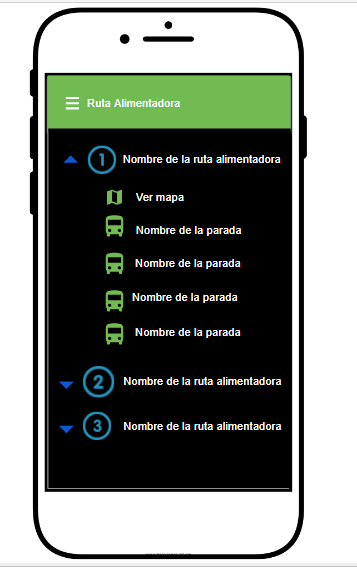 Ruta Alimentadora
1 Nombre de la ruta alimentadora
Ver mapa
Nombre de la parada
Nombre de la parada
Nombre de la parada
Nombre de la parada
2 Nombre de la ruta alimentadora
3 Nombre de la ruta alimentadora